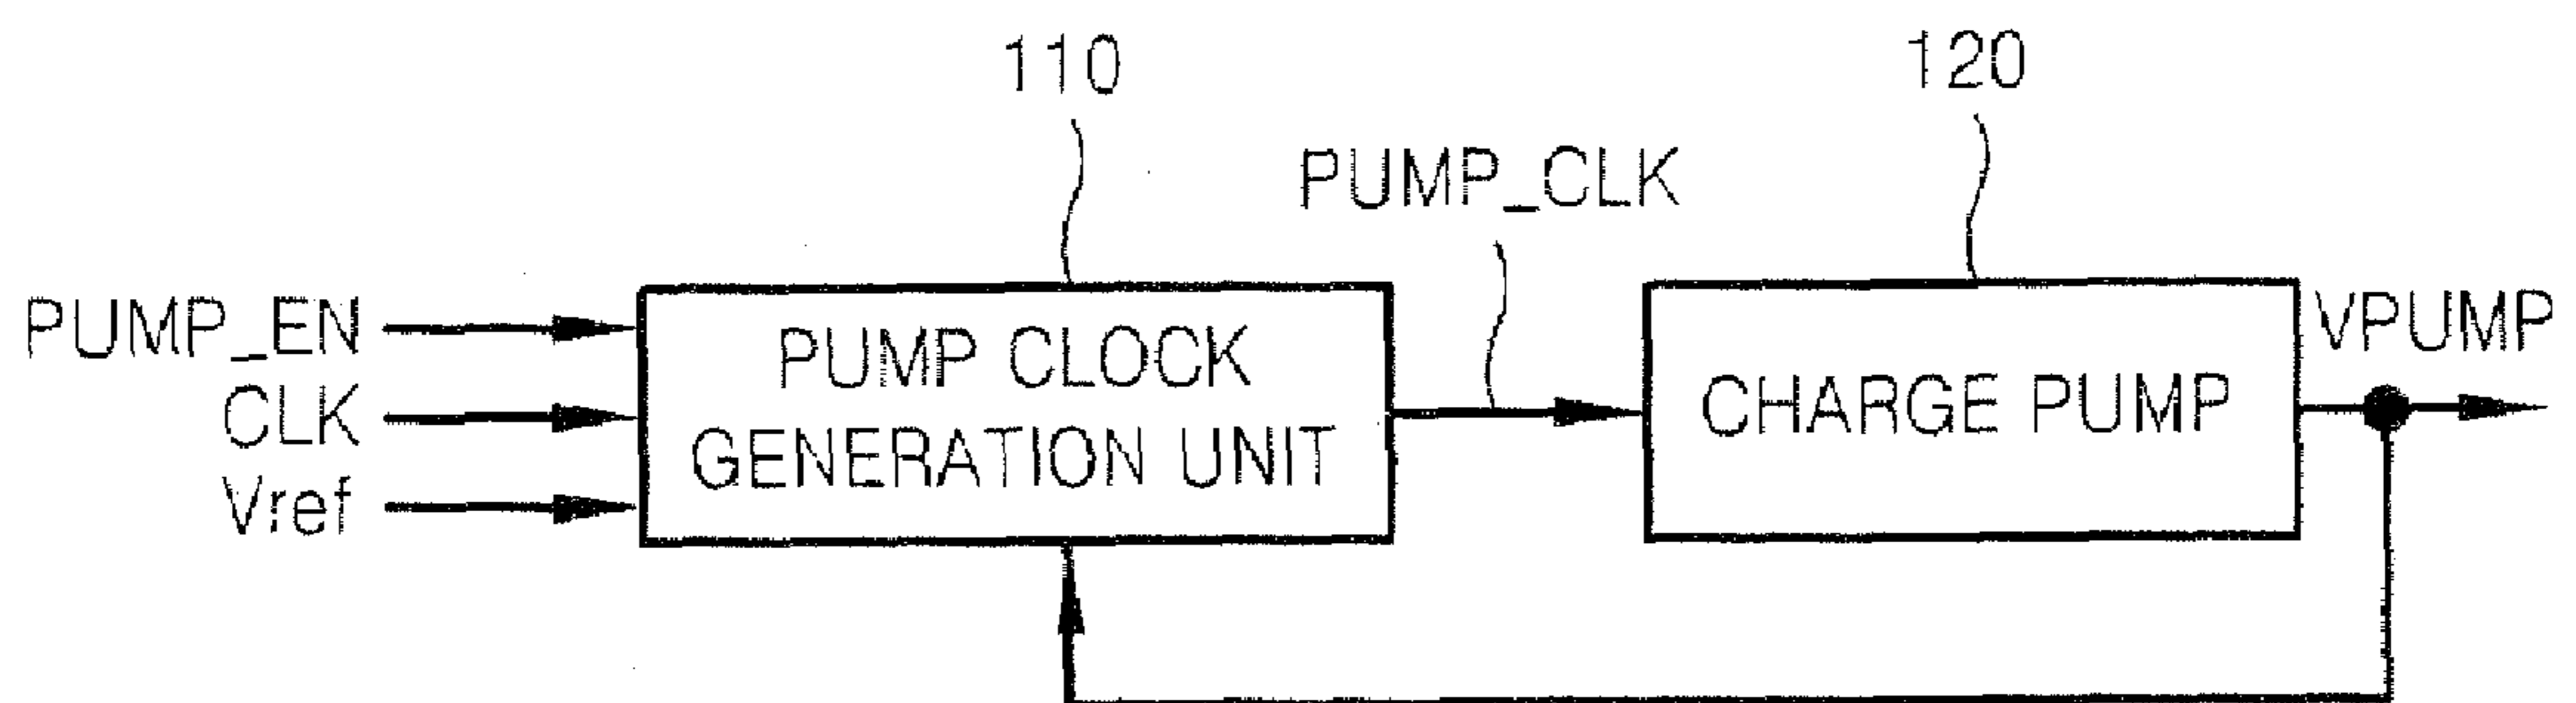 110
120
PUMP_CLK
PUMP_EN
CLK
Vref
PUMP CLOCK
GENERATION UNIT
CHARGE PUMP
VPUMP